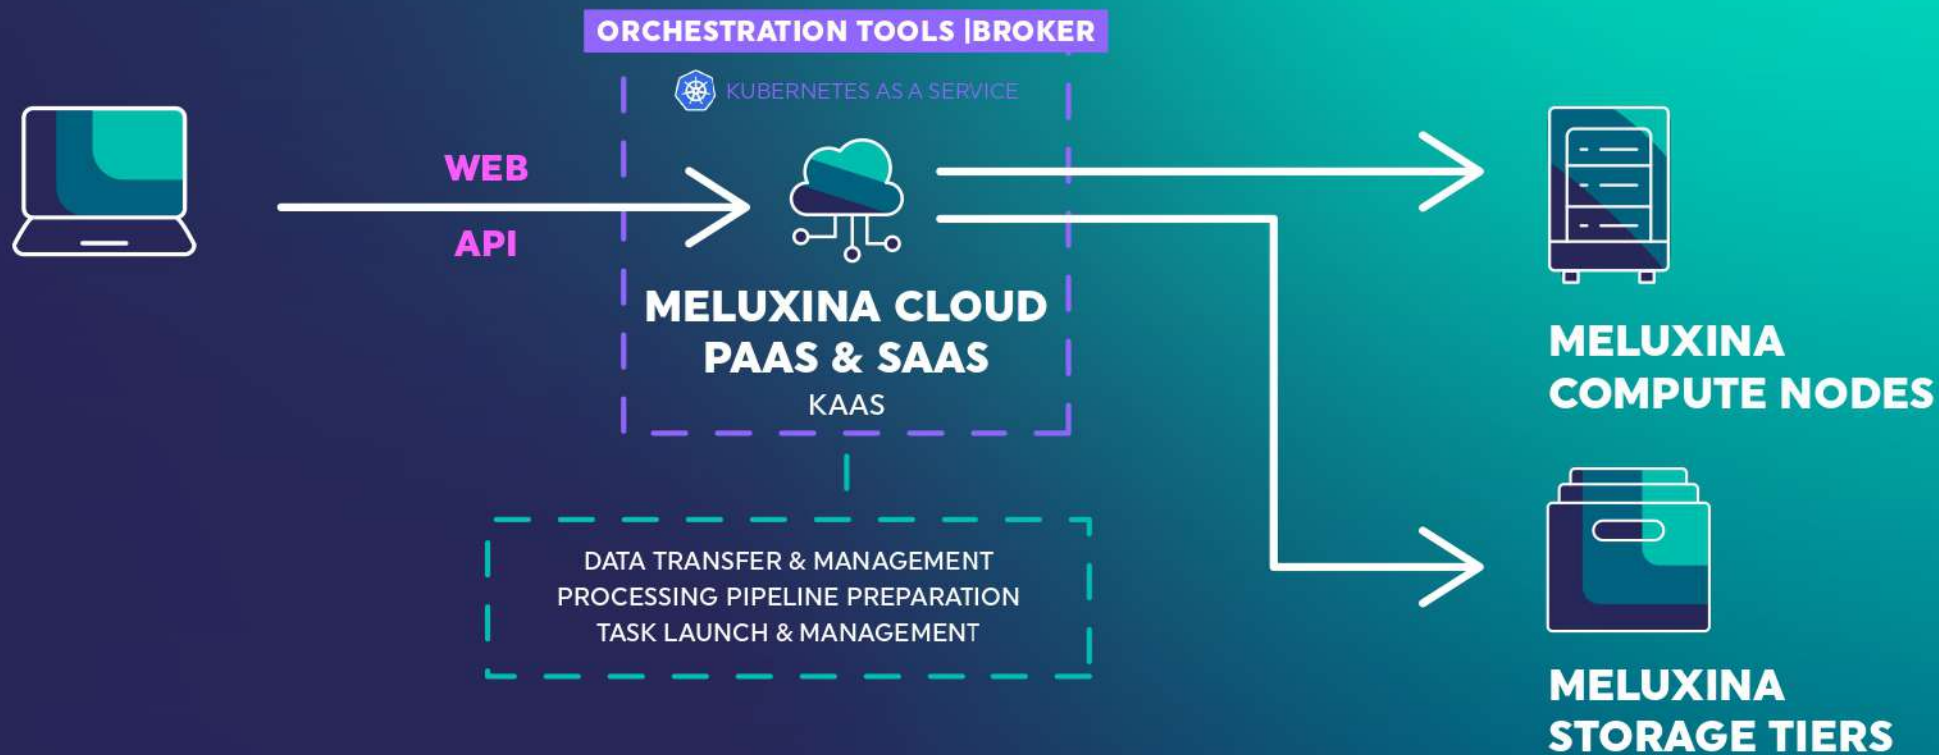 ORCHESTRATION TOOLS |BROKER
KUBERNETES AS A SERVICE
WEB
API
MELUXINA CLOUD
PAAS & SAAS
KAAS
DATA TRANSFER & MANAGEMENT
PROCESSING PIPELINE PREPARATION
TASK LAUNCH & MANAGEMENT
MELUXINA
COMPUTE NODES
MELUXINA
STORAGE TIERS